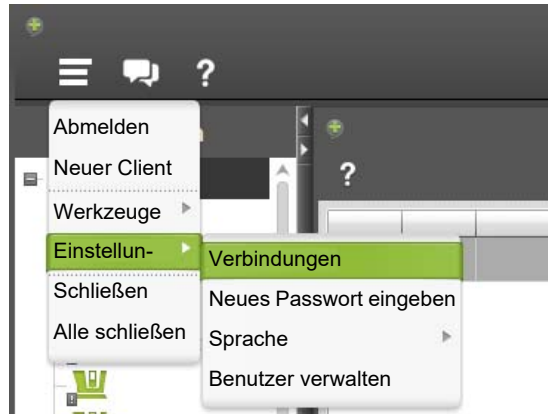 ?
Abmelden
Neuer Client
Werkzeuge
Einstellun-
Schließen
Alle schließen
?
Verbindungen
Neues Passwort eingeben
Sprache
Benutzer verwalten